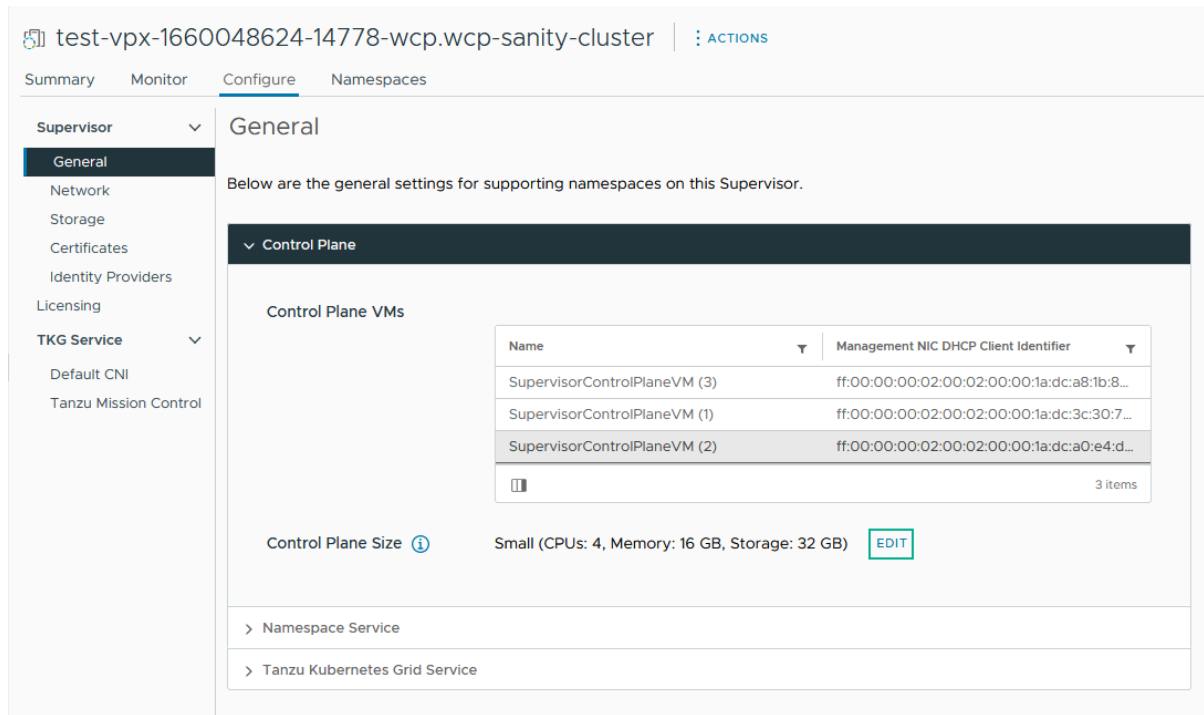 test-vpx-1660048624-14778-wcp.wcp-sanity-cluster ACTIONS
Summary Monitor Configure Namespaces
Supervisor
General
Network
Storage
Certificates
Identity Providers
Licensing
TKG Service
Default CNI
Tanzu Mission Control
General
Below are the general settings for supporting namespaces on this Supervisor.
Control Plane
Control Plane VMs
Name Management NIC DHCP Client Identifier
SupervisorControlPlaneVM (3) ff:00:00:00:02:00:02:00:00:1a:dc:a8:1b:8...
SupervisorControlPlaneVM (1) ff:00:00:00:02:00:02:00:00:1a:dc:3c:30:7...
SupervisorControlPlaneVM (2) ff:00:00:00:02:00:02:00:00:1a:dc:a0:e4:d...
3 items
Control Plane Size Small (CPUs: 4, Memory: 16 GB, Storage: 32 GB) EDIT
Namespace Service
Tanzu Kubernetes Grid Service